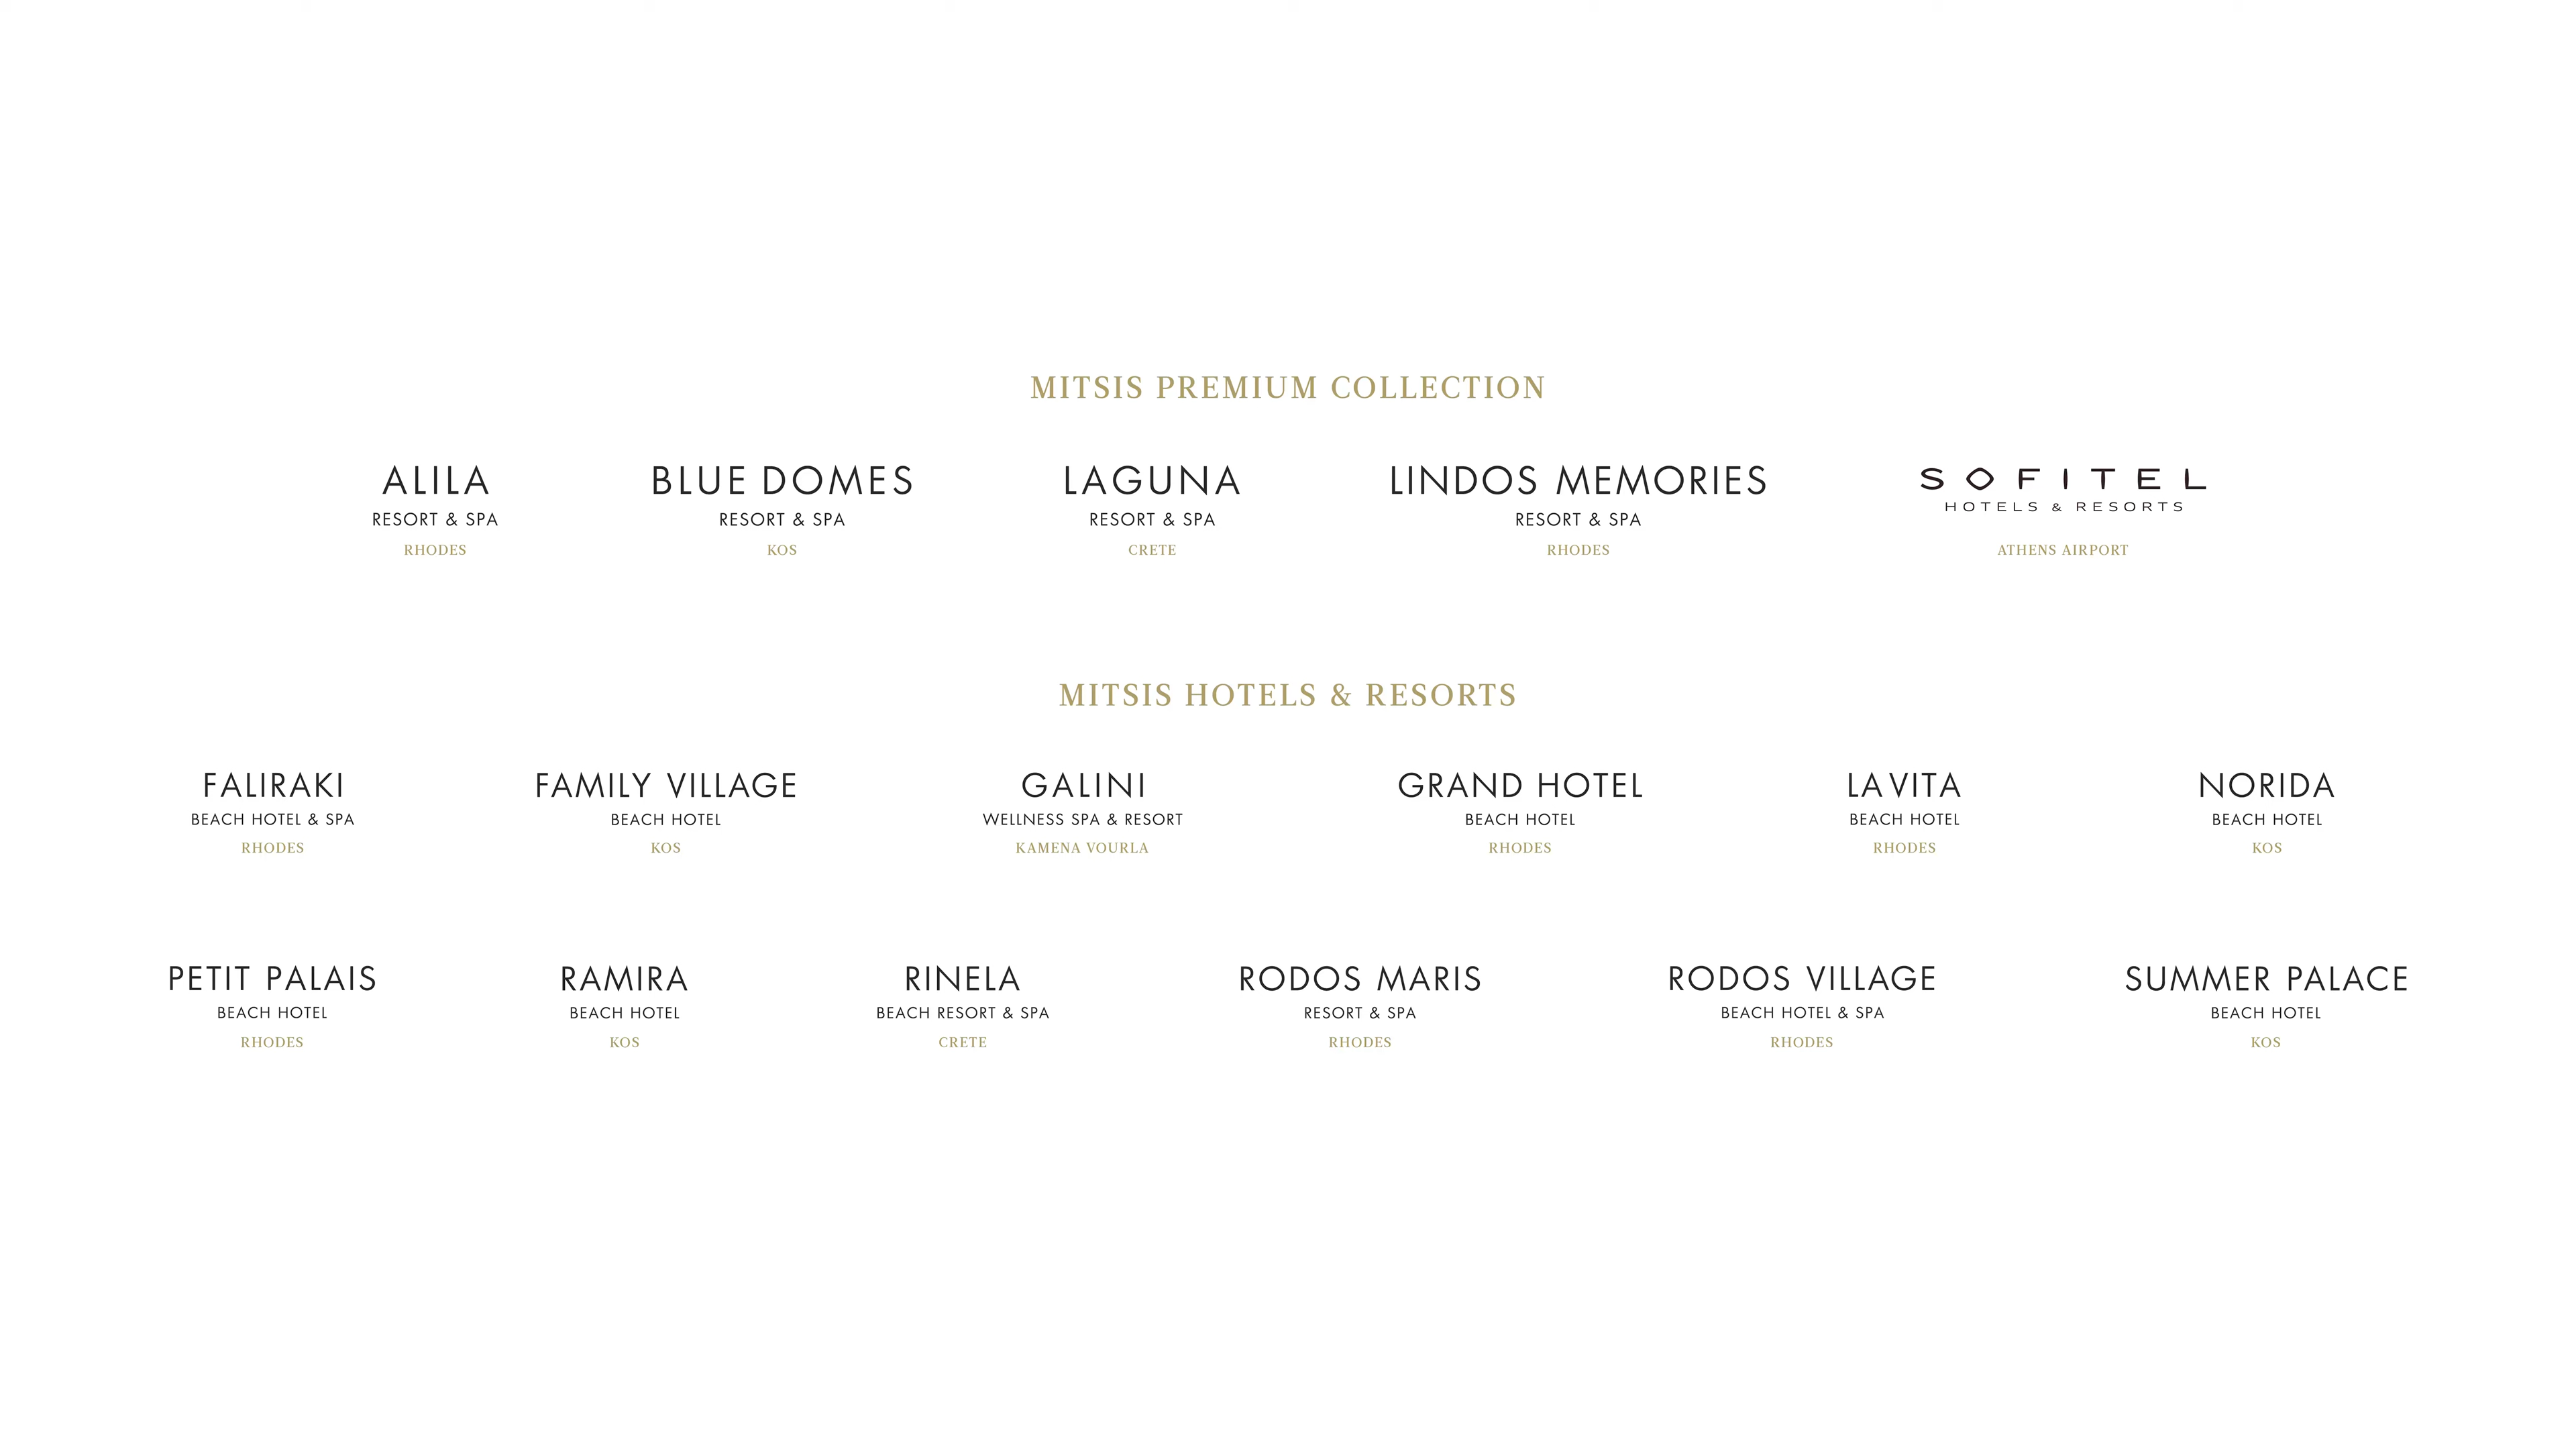 MITSIS PREMIUM COLLECTION
ALILA
RESORT & SPA
RHODES
BLUE DOMES
RESORT & SPA
KOS
LAGUNA
RESORT & SPA
CRETE
LINDOS MEMORIES
RESORT & SPA
RHODES
SOFITEL
HOTELS & RESORTS
ATHENS AIRPORT
MITSIS HOTELS & RESORTS
FALIRAKI
BEACH HOTEL & SPA
RHODES
FAMILY VILLAGE
BEACH HOTEL
KOS
GALINI
WELLNESS SPA & RESORT
KAMENA VOURLA
GRAND HOTEL
BEACH HOTEL
RHODES
LA VITA
BEACH HOTEL
RHODES
NORIDA
BEACH HOTEL
KOS
PETIT PALAIS
BEACH HOTEL
RHODES
RAMIRA
BEACH HOTEL
KOS
RINELA
BEACH RESORT & SPA
CRETE
RODOS MARIS
RESORT & SPA
RHODES
RODOS VILLAGE
BEACH HOTEL & SPA
RHODES
SUMMER PALACE
BEACH HOTEL
KOS